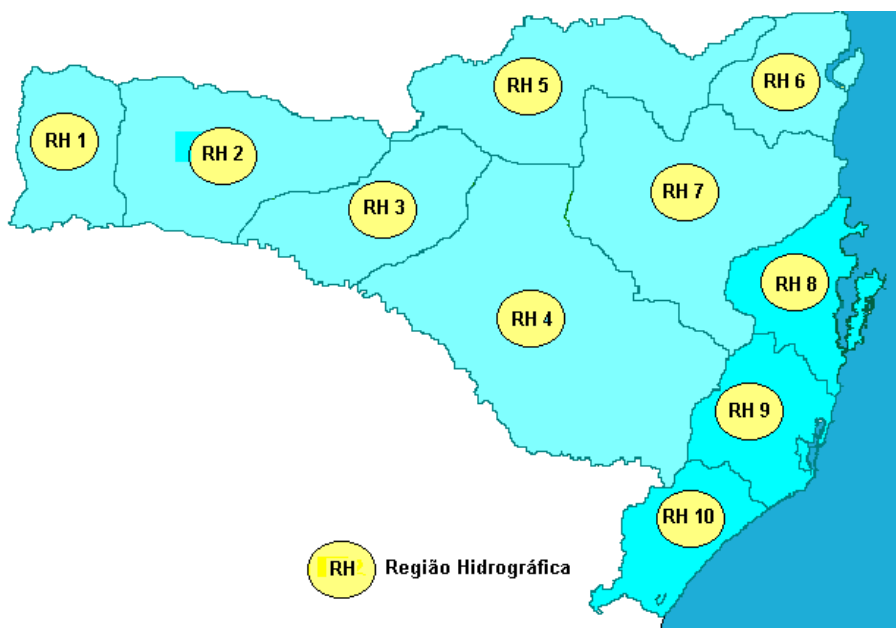 RH 5
RH 6
RH 1
RH 2
RH 7
RH 3
RH 8
RH 4
RH 9
RH 10
RH Região Hidrográfica